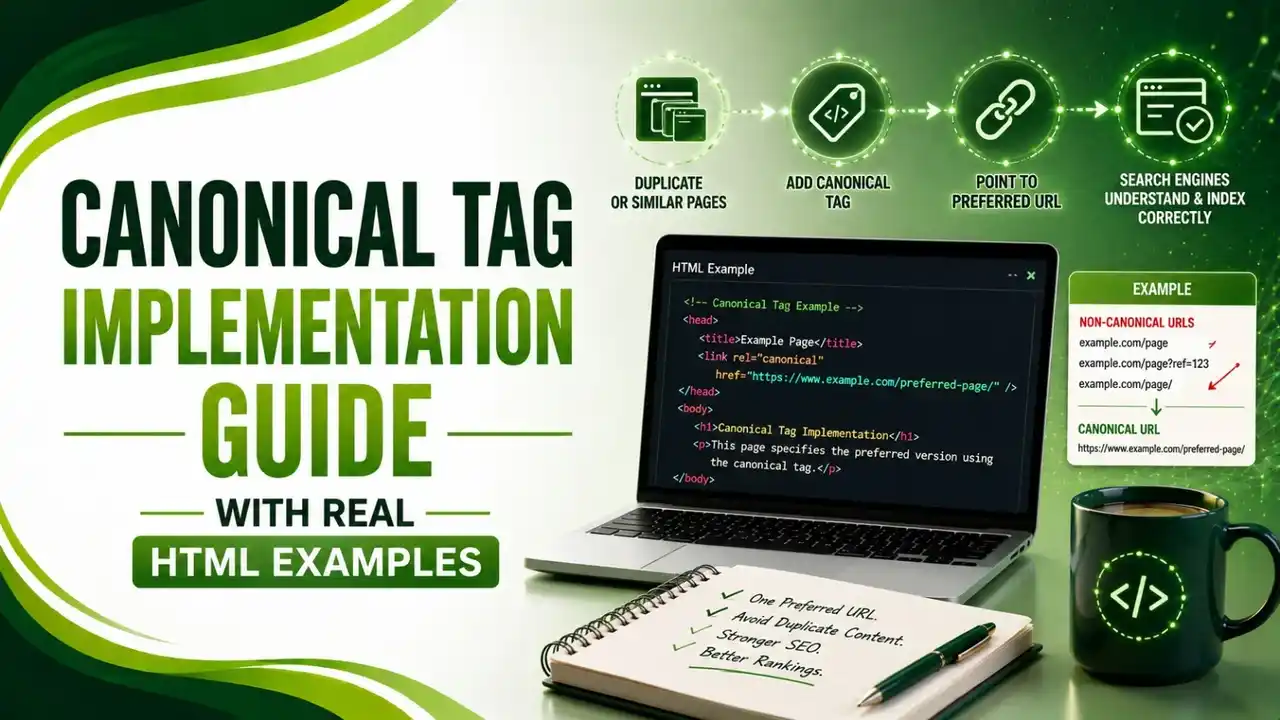 CANONICAL TAG
IMPLEMENTATION
GUIDE
WITH REAL
HTML EXAMPLES
DUPLICATE
OR SIMILAR PAGES
ADD CANONICAL
TAG
POINT TO
PREFERRED URL
SEARCH ENGINES
UNDERSTAND & INDEX
CORRECTLY
</>
HTML Example
<!-- Canonical Tag Example -->
<head>
<title>Example Page</title>
<link rel="canonical"
href="https://www.example.com/preferred-page/" />
</head>
<body>
<h1>Canonical Tag Implementation</h1>
<p>This page specifies the preferred version using
the canonical tag.</p>
</body>
EXAMPLE
NON-CANONICAL URLS
example.com/page
example.com/page?ref=123
example.com/page/
CANONICAL URL
https://www.example.com/preferred-page/
One Preferred URL.
Avoid Duplicate Content.
Stronger SEO.
Better Rankings.
</>